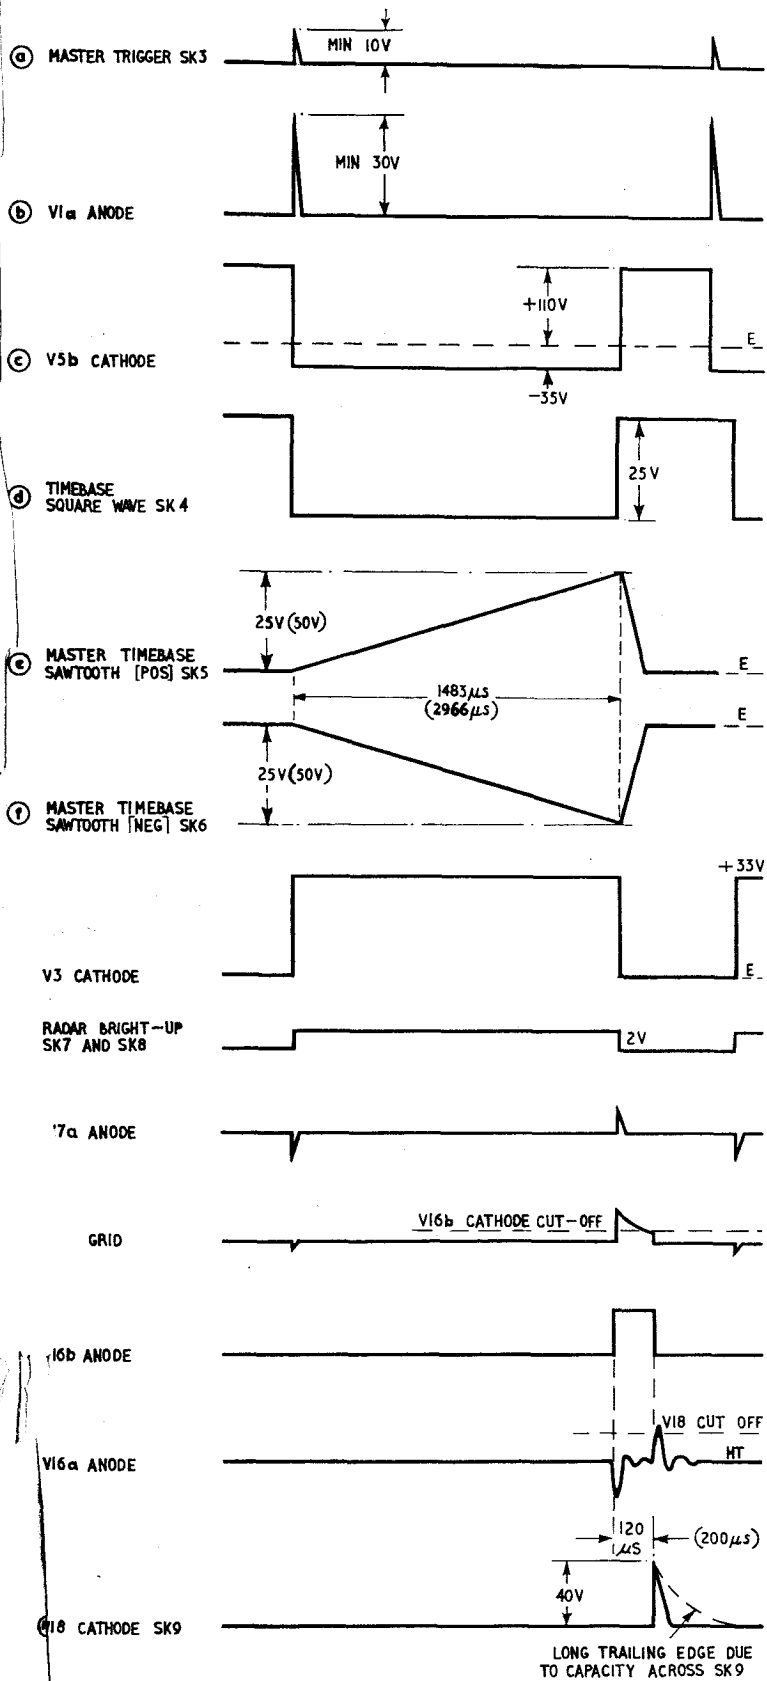 MIN 10V
a MASTER TRIGGER SK3
MIN 30V
b V1a ANODE
+110V
E
c V5b CATHODE
-35V
25V
d TIMEBASE
SQUARE WAVE SK4
25V(50V)
e MASTER TIMEBASE
SAWTOOTH [POS] SK5
E
1483µs
(2966µs)
E
25V(50V)
f MASTER TIMEBASE
SAWTOOTH [NEG] SK6
+33V
V3 CATHODE
E
RADAR BRIGHT-UP
SK7 AND SK8
2V
7a ANODE
V16b CATHODE CUT-OFF
GRID
16b ANODE
V18 CUT OFF
V16a ANODE
HT
120
µS
(200µs)
40V
18 CATHODE SK9
LONG TRAILING EDGE DUE
TO CAPACITY ACROSS SK9